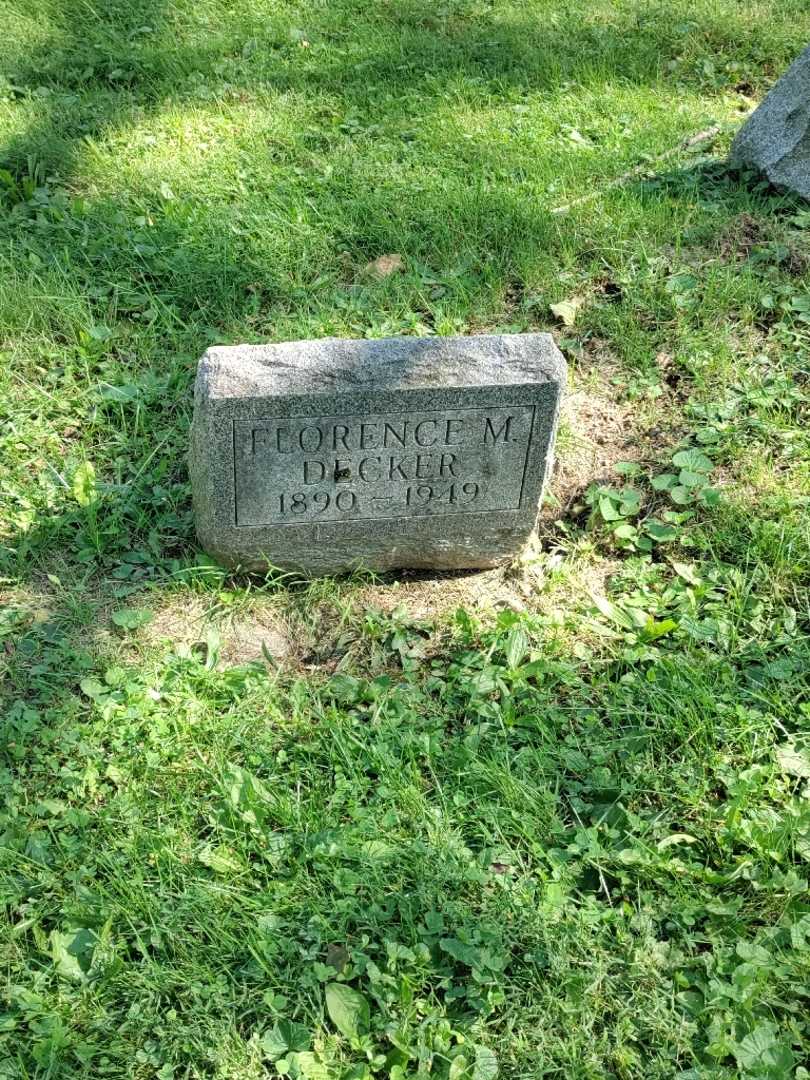 FLORENCE M.
DECKER
1890 – 1949